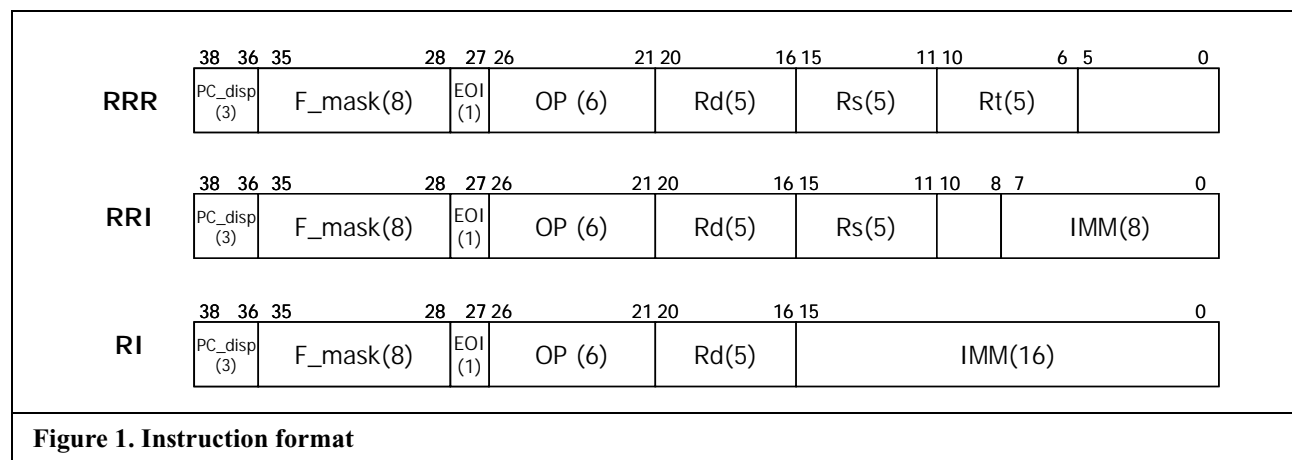 38 36 35 28 27 26 21 20 16 15 11 10 6 5 0
RRR PC_disp (3) F_mask(8) EOI (1) OP (6) Rd(5) Rs(5) Rt(5)
38 36 35 28 27 26 21 20 16 15 11 10 8 7 0
RRI PC_disp (3) F_mask(8) EOI (1) OP (6) Rd(5) Rs(5) IMM(8)
38 36 35 28 27 26 21 20 16 15 0
RI PC_disp (3) F_mask(8) EOI (1) OP (6) Rd(5) IMM(16)
Figure 1. Instruction format